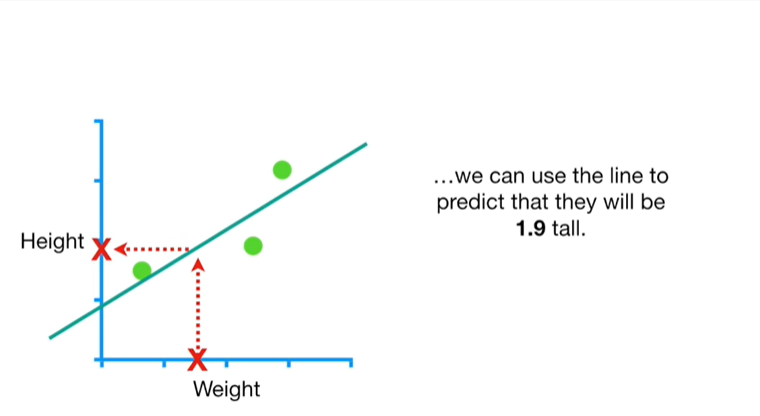 …we can use the line to
predict that they will be
1.9 tall.
Height
Weight